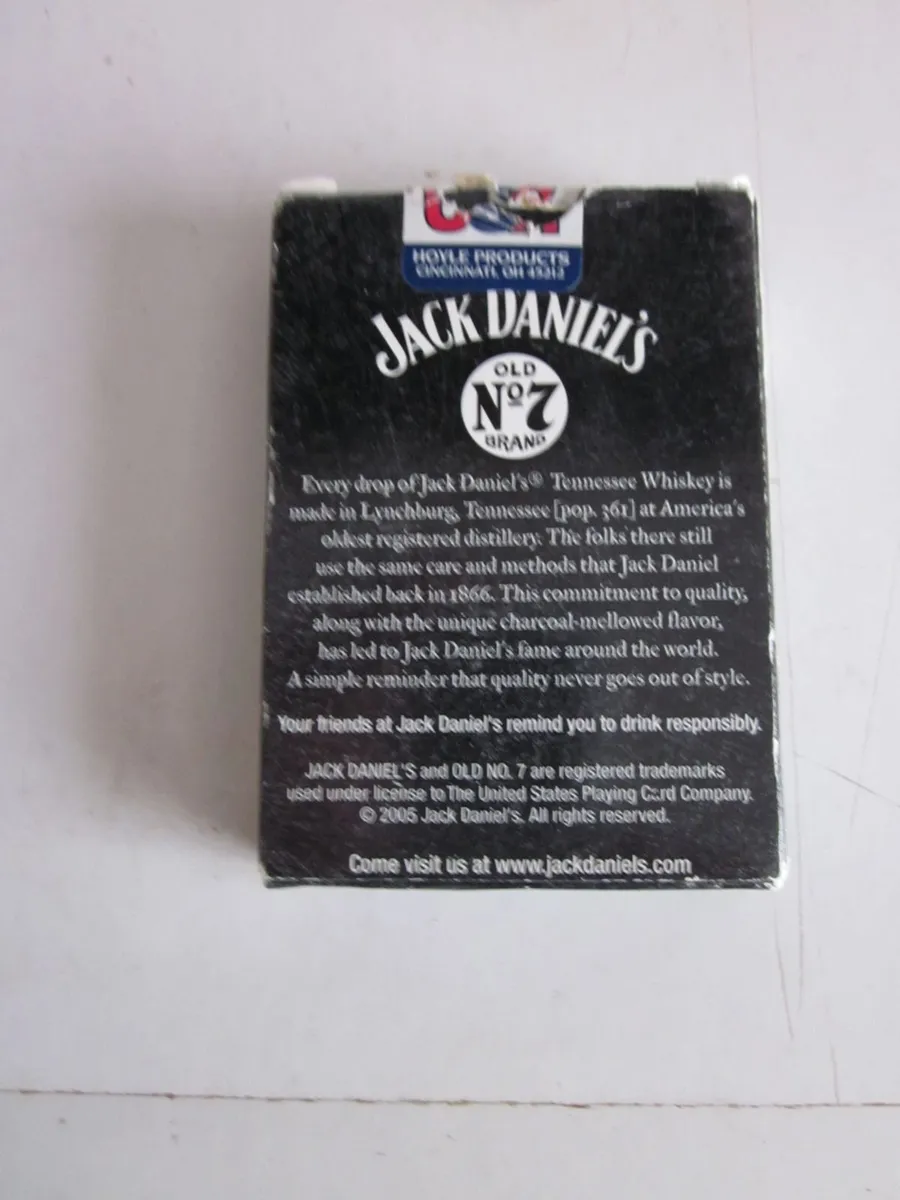 HOYLE PRODUCTS
CINCINNATI, OH 45212
JACK DANIEL'S
OLD
Nº7
BRAND
Every drop of Jack Daniel's® Tennessee Whiskey is
made in Lynchburg, Tennessee [pop. 361] at America's
oldest registered distillery. The folks there still
use the same care and methods that Jack Daniel
established back in 1866. This commitment to quality,
along with the unique charcoal-mellowed flavor,
has led to Jack Daniel's fame around the world.
A simple reminder that quality never goes out of style.
Your friends at Jack Daniel's remind you to drink responsibly.
JACK DANIEL'S and OLD NO. 7 are registered trademarks
used under license to The United States Playing Card Company.
© 2005 Jack Daniel's. All rights reserved.
Come visit us at www.jackdaniels.com